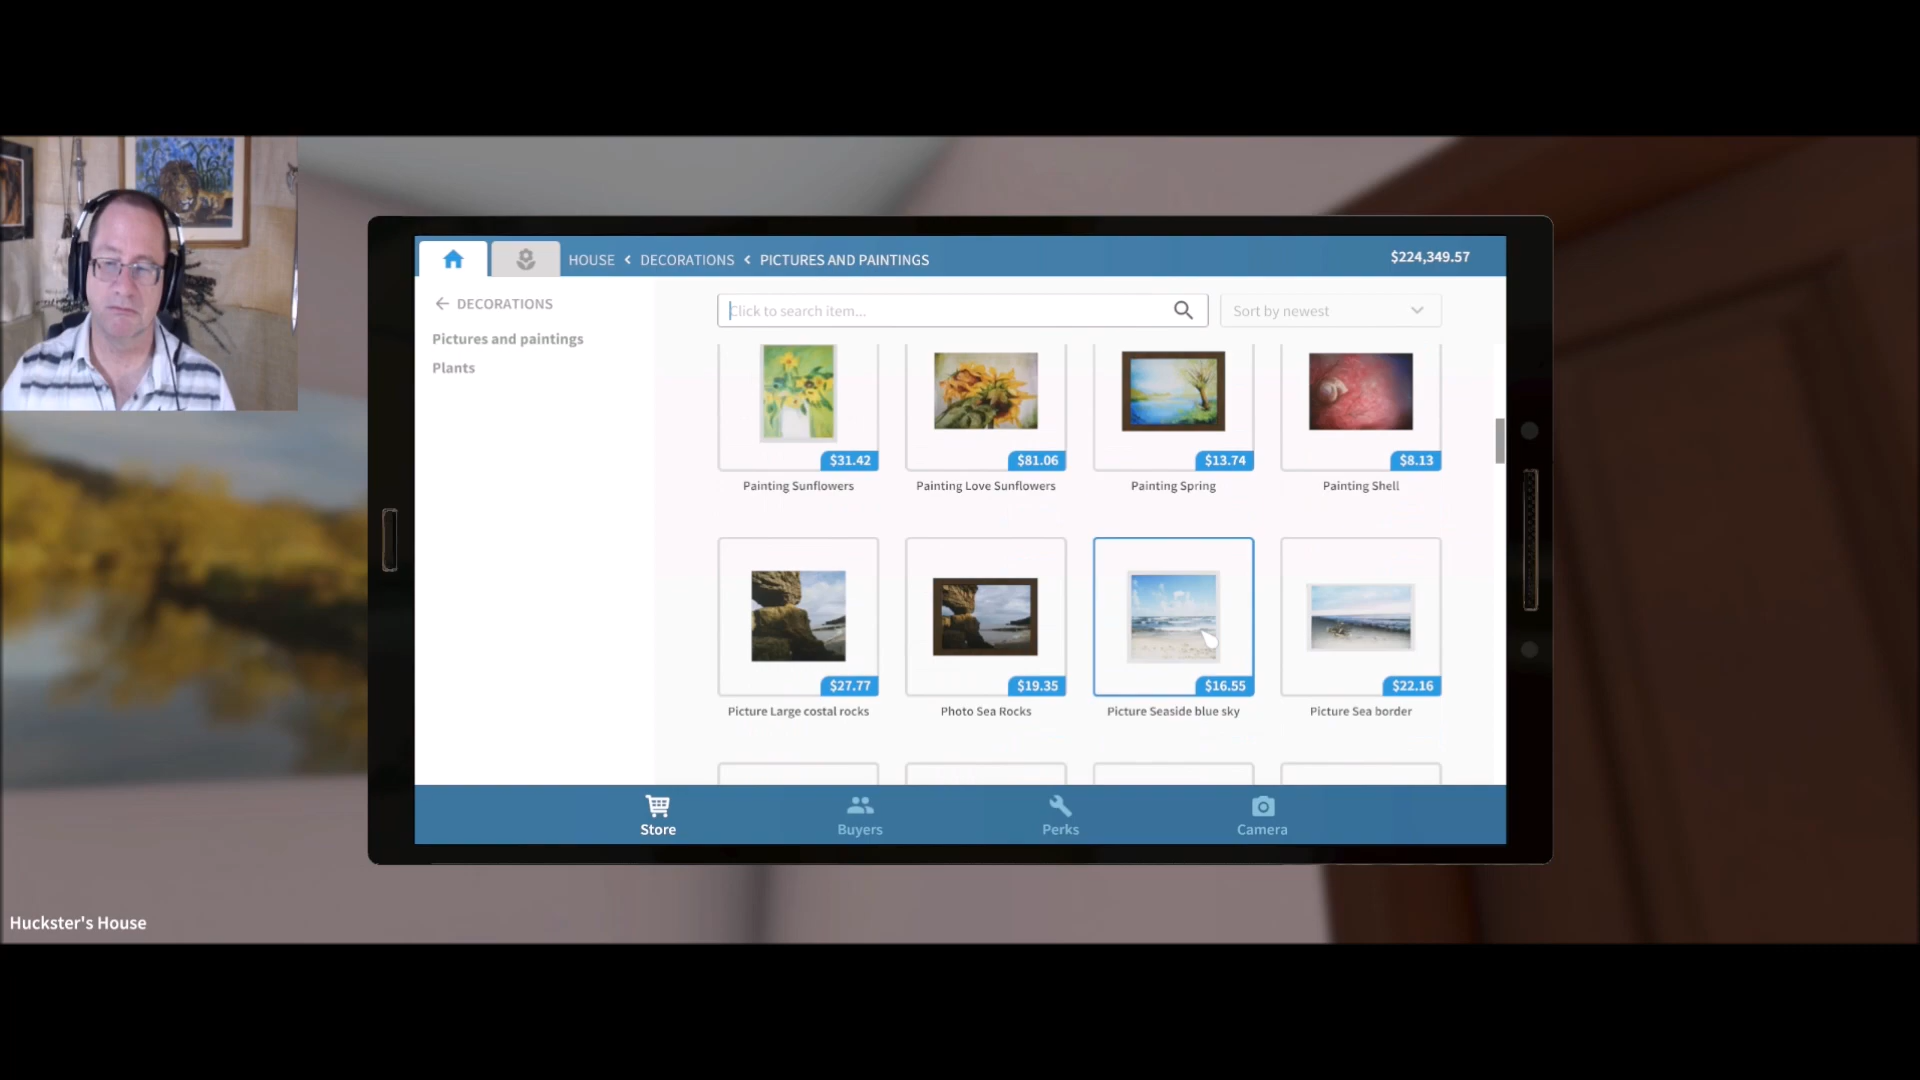 HOUSE < DECORATIONS < PICTURES AND PAINTINGS
$224,349.57
DECORATIONS
Pictures and paintings
Plants
Click to search item...
Sort by newest
$31.42
$81.06
$13.74
$8.13
Painting Sunflowers
Painting Love Sunflowers
Painting Spring
Painting Shell
$27.77
$19.35
$16.55
$22.16
Picture Large costal rocks
Photo Sea Rocks
Picture Seaside blue sky
Picture Sea border
Store
Buyers
Perks
Camera
Huckster's House